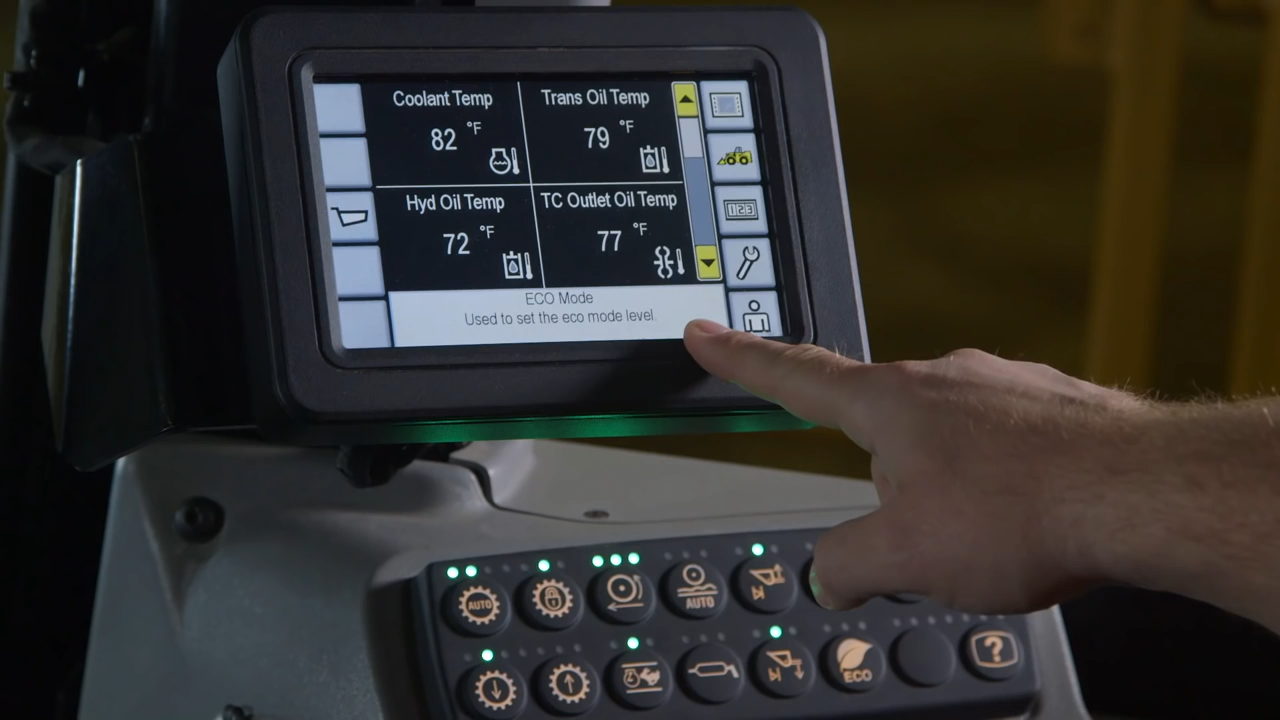 Coolant Temp
82 °F
Trans Oil Temp
79 °F
Hyd Oil Temp
72 °F
TC Outlet Oil Temp
77 °F
123
ECO Mode
Used to set the eco mode level.
AUTO
AUTO
ECO
?